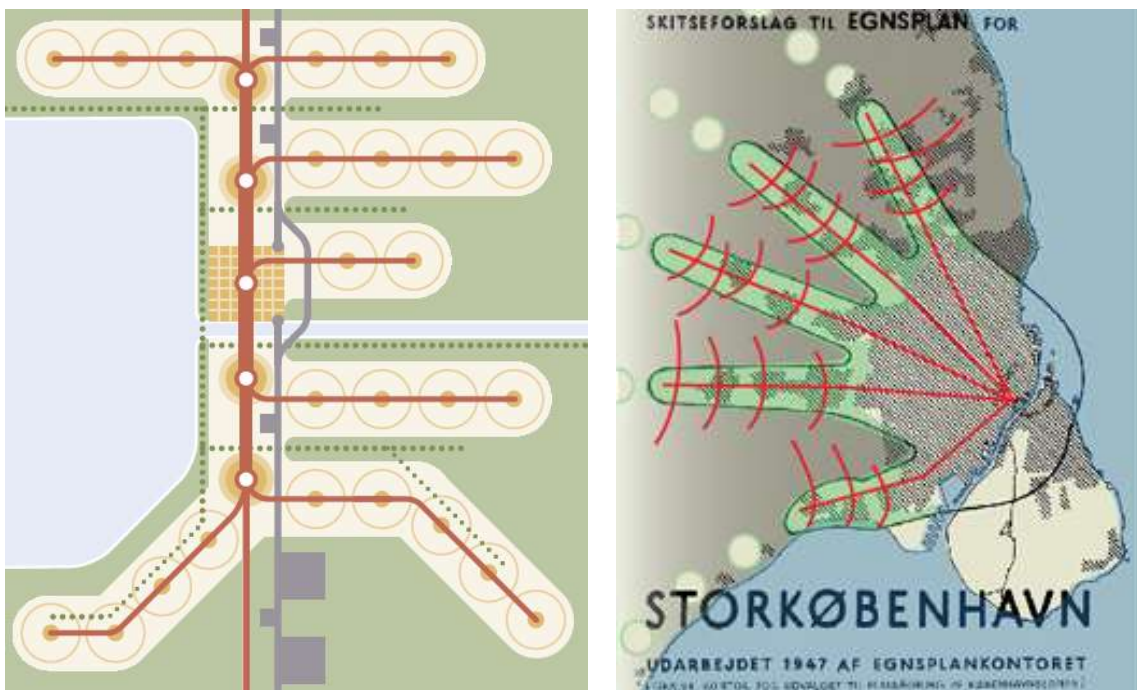 SKITSEFORSLAG TIL EGNSPLAN FOR
STORKØBENHAVN
UDARBEJDET 1947 AF EGNSPLANKONTORET